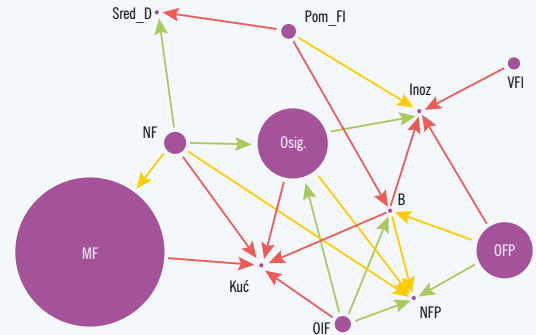 Sred_D
Pom_FI
VFI
Inoz
NF
Osig.
B
MF
OFP
Kuć
NFP
OIF